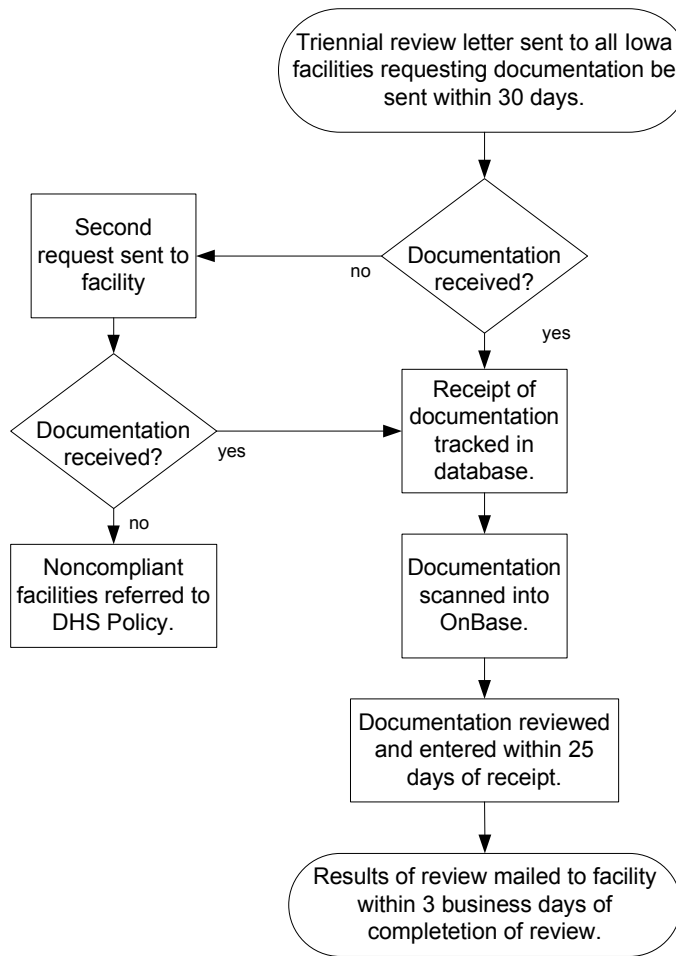 Triennial review letter sent to all Iowa
facilities requesting documentation be
sent within 30 days.
Documentation
received?
no
yes
Second
request sent to
facility
Documentation
received?
yes
no
Noncompliant
facilities referred to
DHS Policy.
Receipt of
documentation
tracked in
database.
Documentation
scanned into
OnBase.
Documentation reviewed
and entered within 25
days of receipt.
Results of review mailed to facility
within 3 business days of
completetion of review.